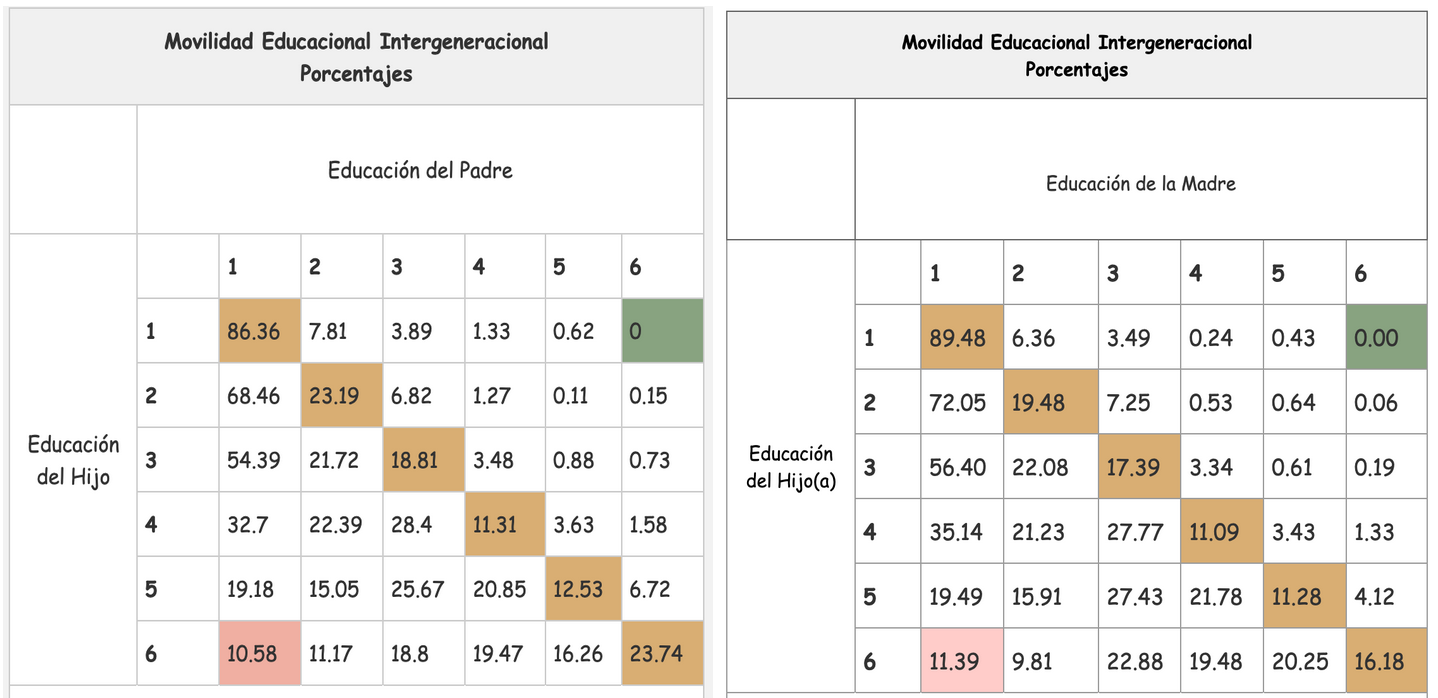 Movilidad Educacional Intergeneracional
Porcentajes
Educación del Padre
1 2 3 4 5 6
1 86.36 7.81 3.89 1.33 0.62 0
2 68.46 23.19 6.82 1.27 0.11 0.15
Educación del Hijo
3 54.39 21.72 18.81 3.48 0.88 0.73
4 32.7 22.39 28.4 11.31 3.63 1.58
5 19.18 15.05 25.67 20.85 12.53 6.72
6 10.58 11.17 18.8 19.47 16.26 23.74
Movilidad Educacional Intergeneracional
Porcentajes
Educación de la Madre
1 2 3 4 5 6
1 89.48 6.36 3.49 0.24 0.43 0.00
2 72.05 19.48 7.25 0.53 0.64 0.06
Educación
del Hijo(a)
3 56.40 22.08 17.39 3.34 0.61 0.19
4 35.14 21.23 27.77 11.09 3.43 1.33
5 19.49 15.91 27.43 21.78 11.28 4.12
6 11.39 9.81 22.88 19.48 20.25 16.18